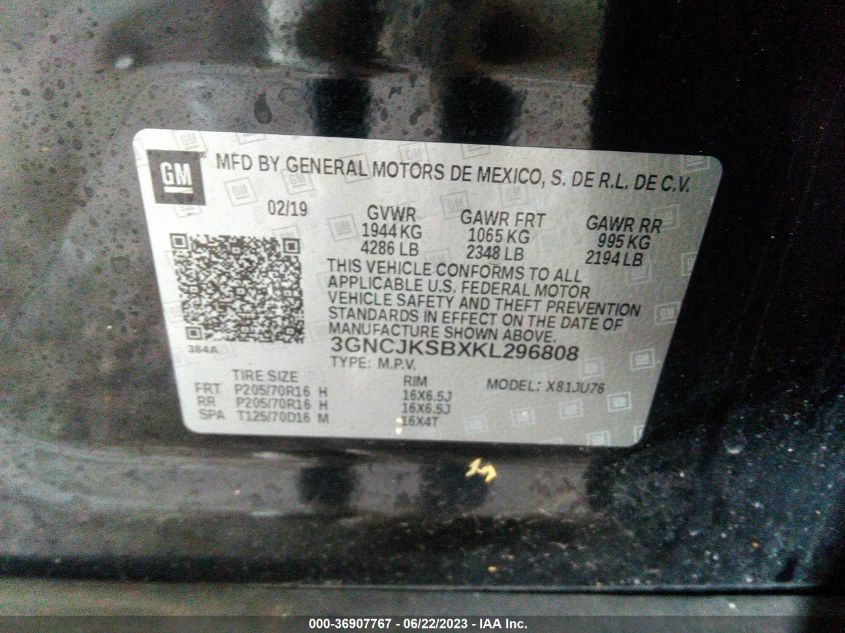 GM
MFD BY GENERAL MOTORS DE MEXICO, S. DE R.L. DE C.V.
02/19 GVWR GAWR FRT GAWR RR
1944 KG 1065 KG 995 KG
4286 LB 2348 LB 2194 LB
THIS VEHICLE CONFORMS TO ALL
APPLICABLE U.S. FEDERAL MOTOR
VEHICLE SAFETY AND THEFT PREVENTION
STANDARDS IN EFFECT ON THE DATE OF
MANUFACTURE SHOWN ABOVE.
384A
3GNCJKSBXKL296808
TYPE: M.P.V.
TIRE SIZE RIM MODEL: X81JU76
FRT P205/70R16 H 16X6.5J
RR P205/70R16 H 16X6.5J
SPA T125/70D16 M 16X4T
000-36907767 - 06/22/2023 - IAA Inc.